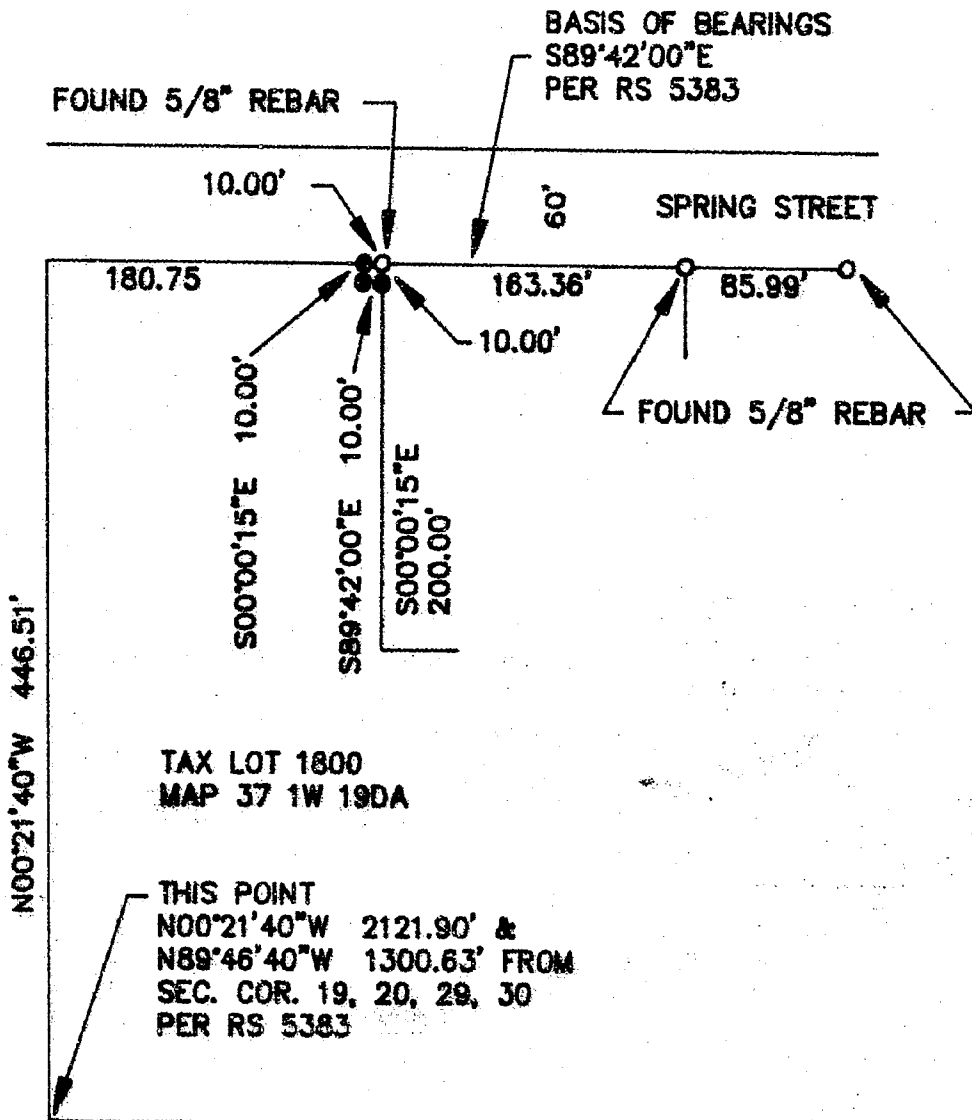 BASIS OF BEARINGS
S89°42'00"E
PER RS 5383
FOUND 5/8" REBAR
10.00'
60'
SPRING STREET
180.75
163.36'
85.99'
10.00'
S00°00'15"E 10.00'
S89°42'00"E 10.00'
S00°00'15"E
200.00'
FOUND 5/8" REBAR
N00°21'40"W 446.51'
TAX LOT 1800
MAP 37 1W 19DA
THIS POINT
N00°21'40"W 2121.90' &
N89°46'40"W 1300.63' FROM
SEC. COR. 19, 20, 29, 30
PER RS 5383